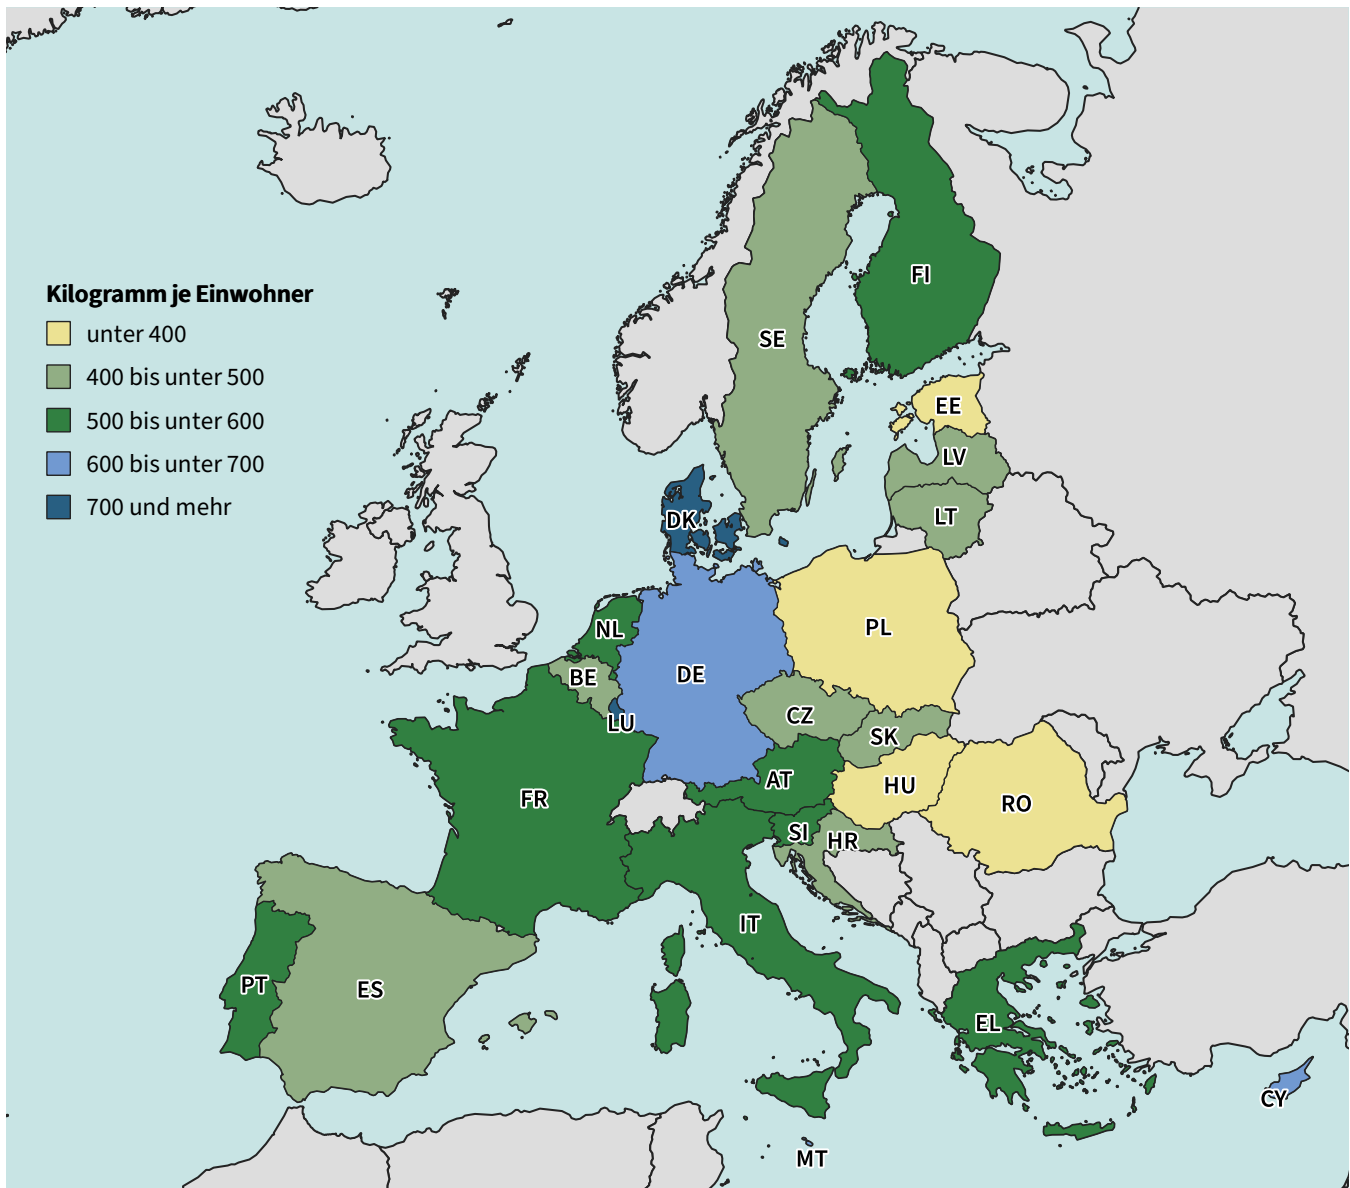 Kilogramm je Einwohner
unter 400
400 bis unter 500
500 bis unter 600
600 bis unter 700
700 und mehr
FI
SE
EE
LV
LT
DK
NL
PL
BE
DE
LU
CZ
SK
AT
HU
FR
RO
SI
HR
IT
PT
ES
EL
CY
MT